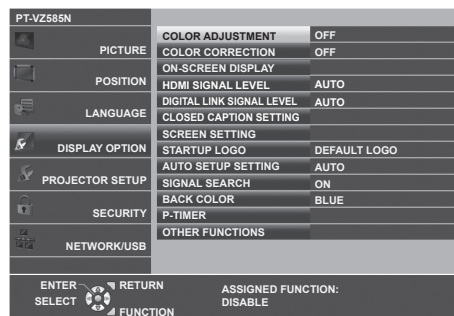 PT-VZ585N
PICTURE
POSITION
LANGUAGE
DISPLAY OPTION
PROJECTOR SETUP
SECURITY
NETWORK/USB
COLOR ADJUSTMENT OFF
COLOR CORRECTION OFF
ON-SCREEN DISPLAY
HDMI SIGNAL LEVEL AUTO
DIGITAL LINK SIGNAL LEVEL AUTO
CLOSED CAPTION SETTING
SCREEN SETTING
STARTUP LOGO DEFAULT LOGO
AUTO SETUP SETTING AUTO
SIGNAL SEARCH ON
BACK COLOR BLUE
P-TIMER
OTHER FUNCTIONS
ENTER RETURN
SELECT
FUNCTION
ASSIGNED FUNCTION:
DISABLE